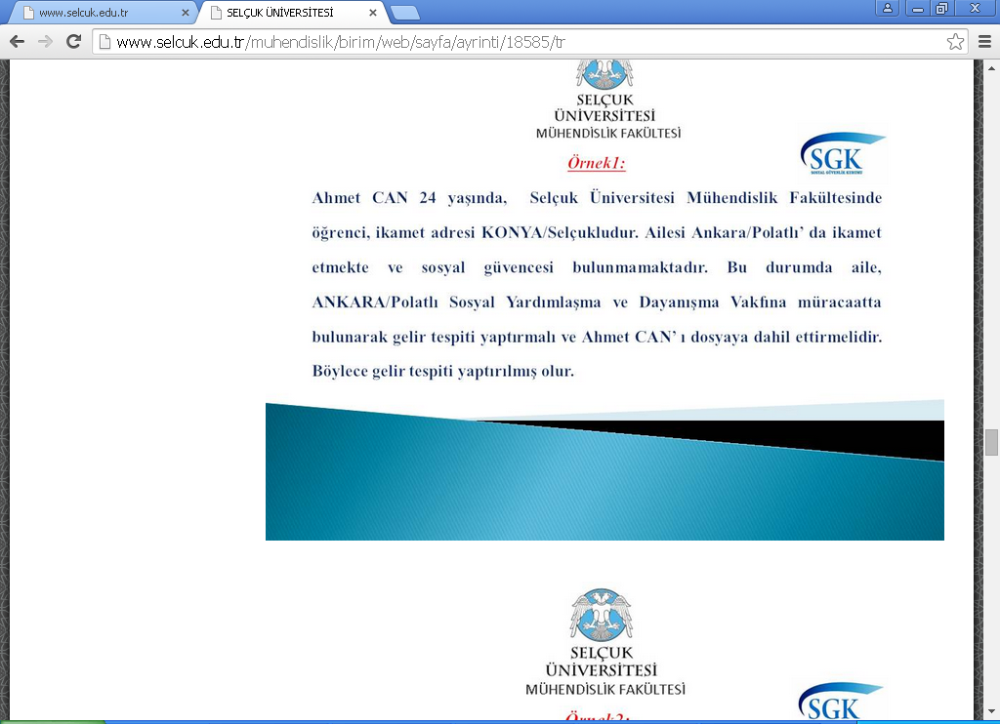 www.selcuk.edu.tr
SELÇUK ÜNİVERSİTESİ
www.selcuk.edu.tr/muhendislik/birim/web/sayfa/ayrinti/18585/tr
SELÇUK
ÜNİVERSİTESİ
MÜHENDİSLİK FAKÜLTESİ
Örnek1:
SGK
SOSYAL GÜVENLİK KURUMU
Ahmet CAN 24 yaşında, Selçuk Üniversitesi Mühendislik Fakültesinde
öğrenci, ikamet adresi KONYA/Selçukludur. Ailesi Ankara/Polatlı’ da ikamet
etmekte ve sosyal güvencesi bulunmamaktadır. Bu durumda aile,
ANKARA/Polatlı Sosyal Yardımlaşma ve Dayanışma Vakfına müracaatta
bulunarak gelir tespiti yaptırmalı ve Ahmet CAN’ ı dosyaya dahil ettirmelidir.
Böylece gelir tespiti yaptırılmış olur.
SELÇUK
ÜNİVERSİTESİ
MÜHENDİSLİK FAKÜLTESİ
Örnek2:
SGK